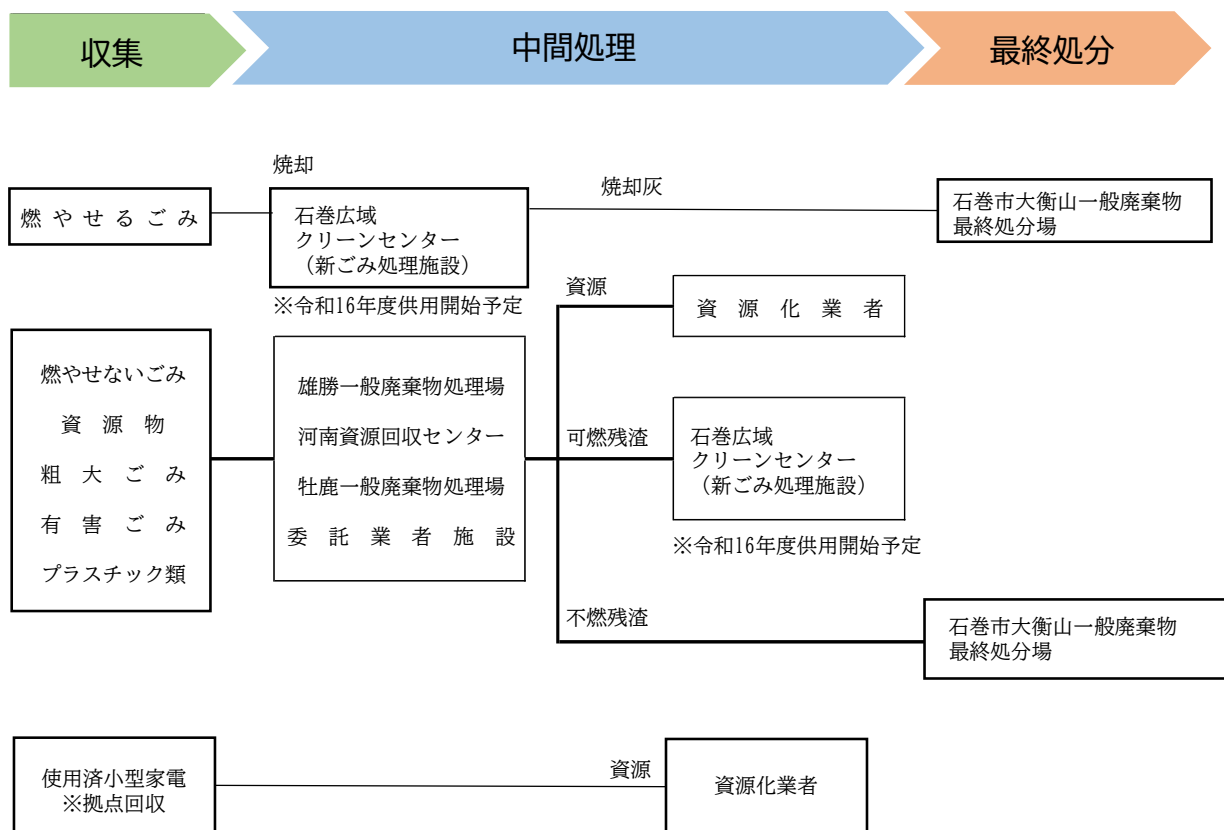 収集
中間処理
最終処分
焼却
燃やせるごみ
石巻広域
クリーンセンター
（新ごみ処理施設）
※令和16年度供用開始予定
焼却灰
石巻市大衡山一般廃棄物
最終処分場
燃やせないごみ
資源物
粗大ごみ
有害ごみ
プラスチック類
雄勝一般廃棄物処理場
河南資源回収センター
牡鹿一般廃棄物処理場
委託業者施設
資源
資源化業者
可燃残渣
石巻広域
クリーンセンター
（新ごみ処理施設）
※令和16年度供用開始予定
不燃残渣
石巻市大衡山一般廃棄物
最終処分場
使用済小型家電
※拠点回収
資源
資源化業者